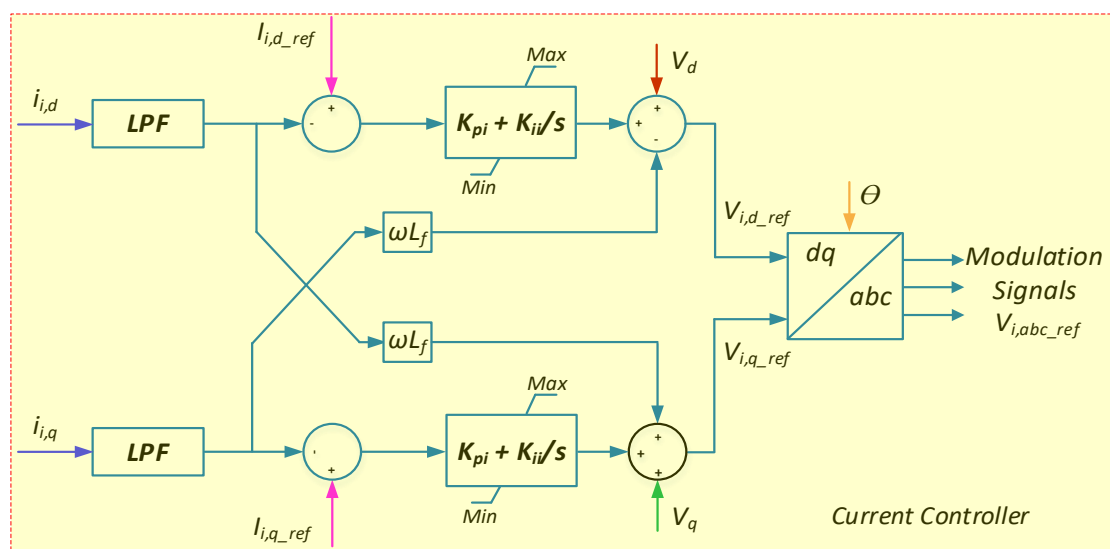 I_{i,d_ref}
Max
V_d
i_{i,d}
LPF
+
-
K_{pi} + K_{ii}/s
+
+
-
Min
ωL_f
V_{i,d_ref}
Θ
dq
abc
Modulation
Signals
V_{i,abc_ref}
ωL_f
V_{i,q_ref}
Max
i_{i,q}
LPF
-
+
K_{pi} + K_{ii}/s
+
+
+
Min
I_{i,q_ref}
V_q
Current Controller